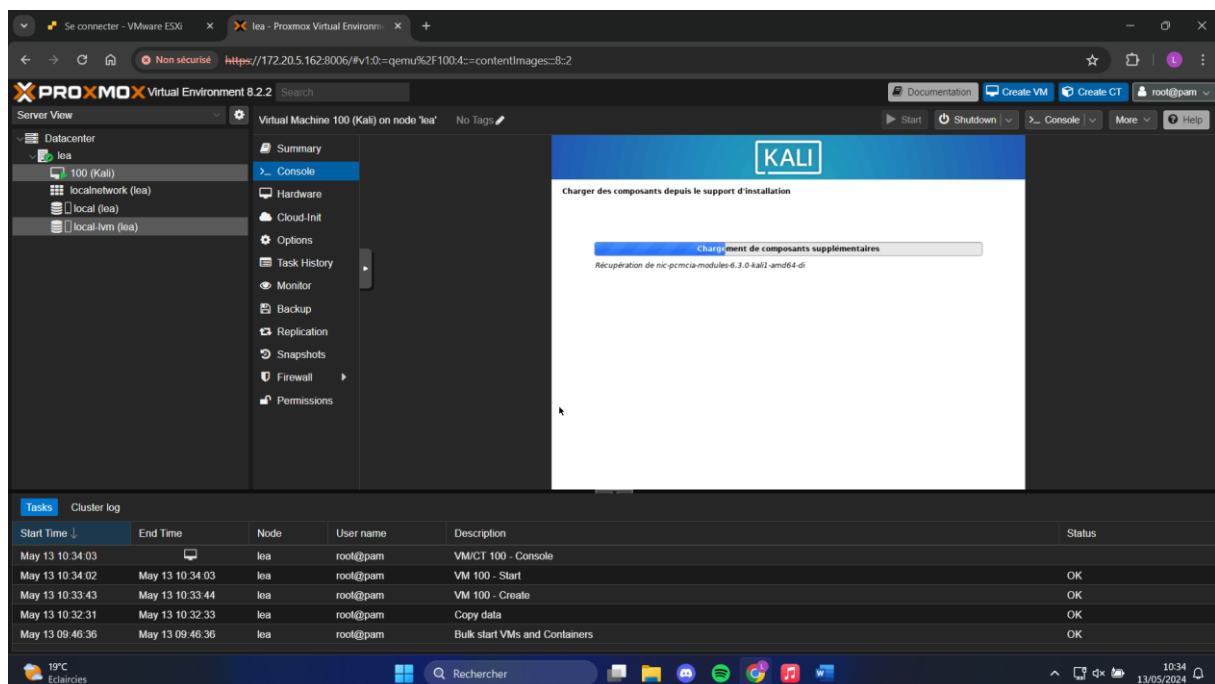 Se connecter - VMware ESXi
lea - Proxmox Virtual Environm
Non sécurisé https://172.20.5.162:8006/#v1:0:=qemu%2F100:4::=contentImages:::8::2
L
PROXMOX Virtual Environment 8.2.2 Search Documentation Create VM Create CT root@pam
Server View
Virtual Machine 100 (Kali) on node 'lea' No Tags Start Shutdown Console More Help
Datacenter
lea
100 (Kali)
localnetwork (lea)
local (lea)
local-lvm (lea)
Summary
Console
Hardware
Cloud-Init
Options
Task History
Monitor
Backup
Replication
Snapshots
Firewall
Permissions
KALI
Charger des composants depuis le support d'installation
Chargement de composants supplémentaires
Récupération de nic-pcmcia-modules-6.3.0-kali1-amd64-di
Tasks Cluster log
Start Time End Time Node User name Description Status
May 13 10:34:03 lea root@pam VM/CT 100 - Console
May 13 10:34:02 May 13 10:34:03 lea root@pam VM 100 - Start OK
May 13 10:33:43 May 13 10:33:44 lea root@pam VM 100 - Create OK
May 13 10:32:31 May 13 10:32:33 lea root@pam Copy data OK
May 13 09:46:36 May 13 09:46:36 lea root@pam Bulk start VMs and Containers OK
19°C
Eclaircies
Rechercher
10:34
13/05/2024